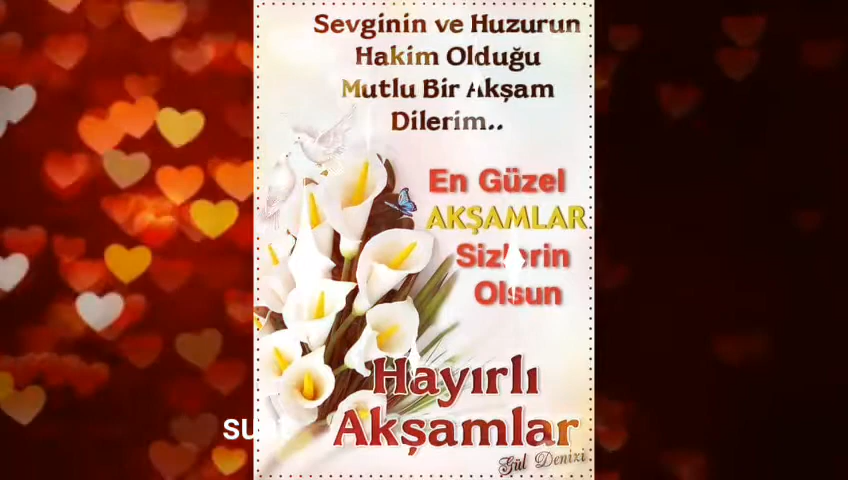 Sevginin ve Huzurun
Hakim Olduğu
Mutlu Bir Akşam
Dilerim..
En Güzel
AKŞAMLAR
Sizlerin
Olsun
Hayırlı
Akşamlar
Gül Denizi